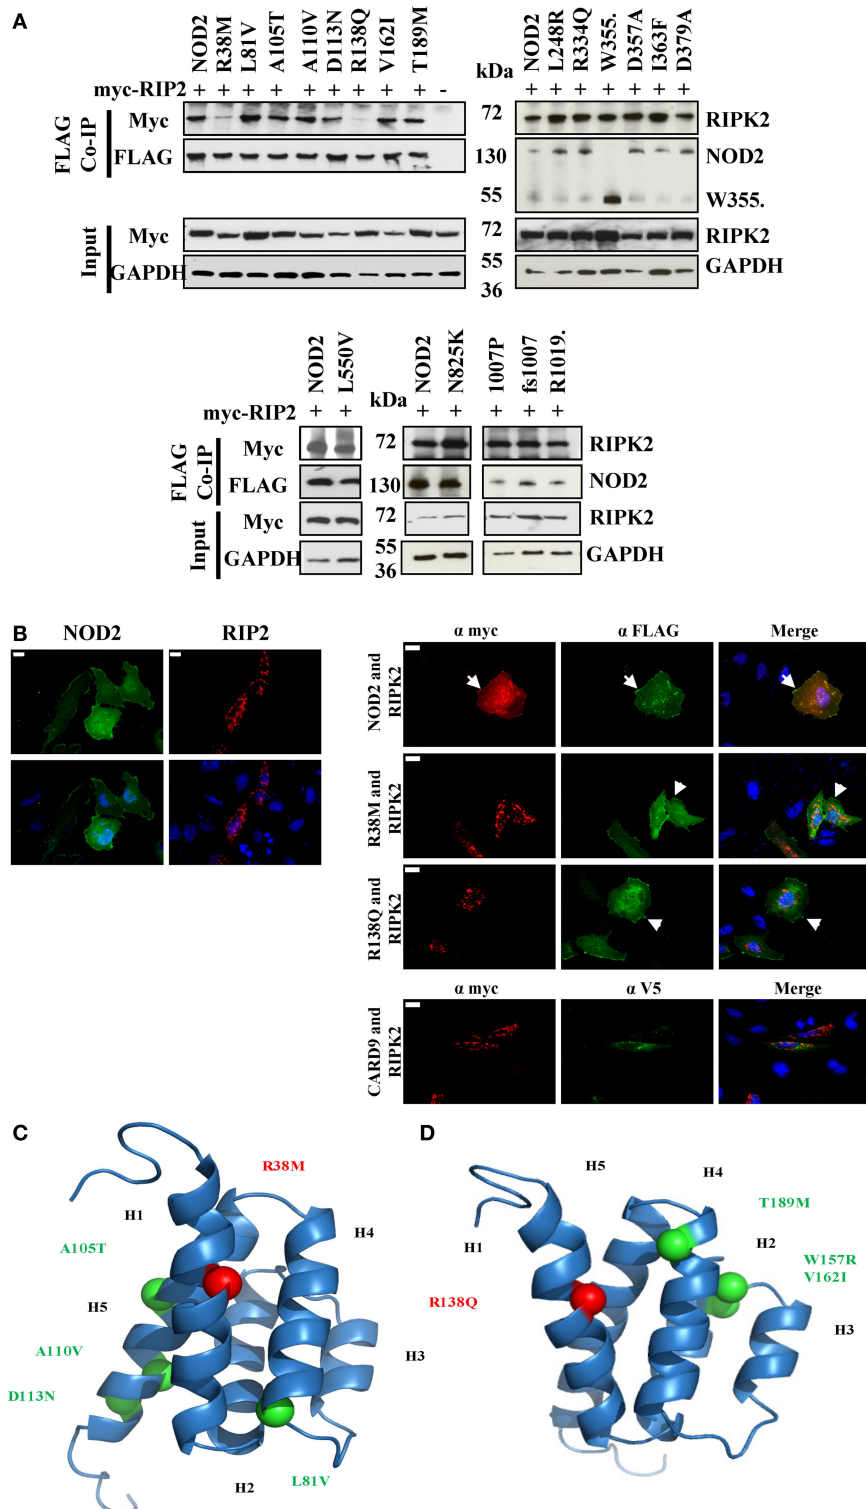 A
NOD2 R38M L81V A105T A110V D113N R138Q V162I T189M
myc-RIP2 + + + + + + + + + -
FLAG Co-IP
Myc
FLAG
Input
Myc
GAPDH
kDa
72
130
55
72
55
36
NOD2 L248R R334Q W355. D357A I363F D379A
+ + + + + + +
RIPK2
NOD2
W355.
RIPK2
GAPDH
NOD2 L550V
myc-RIP2 + +
kDa
NOD2 N825K
+ +
1007P fs1007 R1019.
+ + +
FLAG Co-IP
Myc 72 RIPK2
FLAG 130 NOD2
Input
Myc 72 RIPK2
GAPDH 55 GAPDH
36
B
NOD2 RIP2
α myc α FLAG Merge
NOD2 and RIPK2
R38M and RIPK2
R138Q and RIPK2
α myc α V5 Merge
CARD9 and RIPK2
C
R38M
H1
H4
A105T
H5
A110V
H3
D113N
H2
L81V
D
H5
H4
T189M
H1
H2
W157R
V162I
R138Q
H3